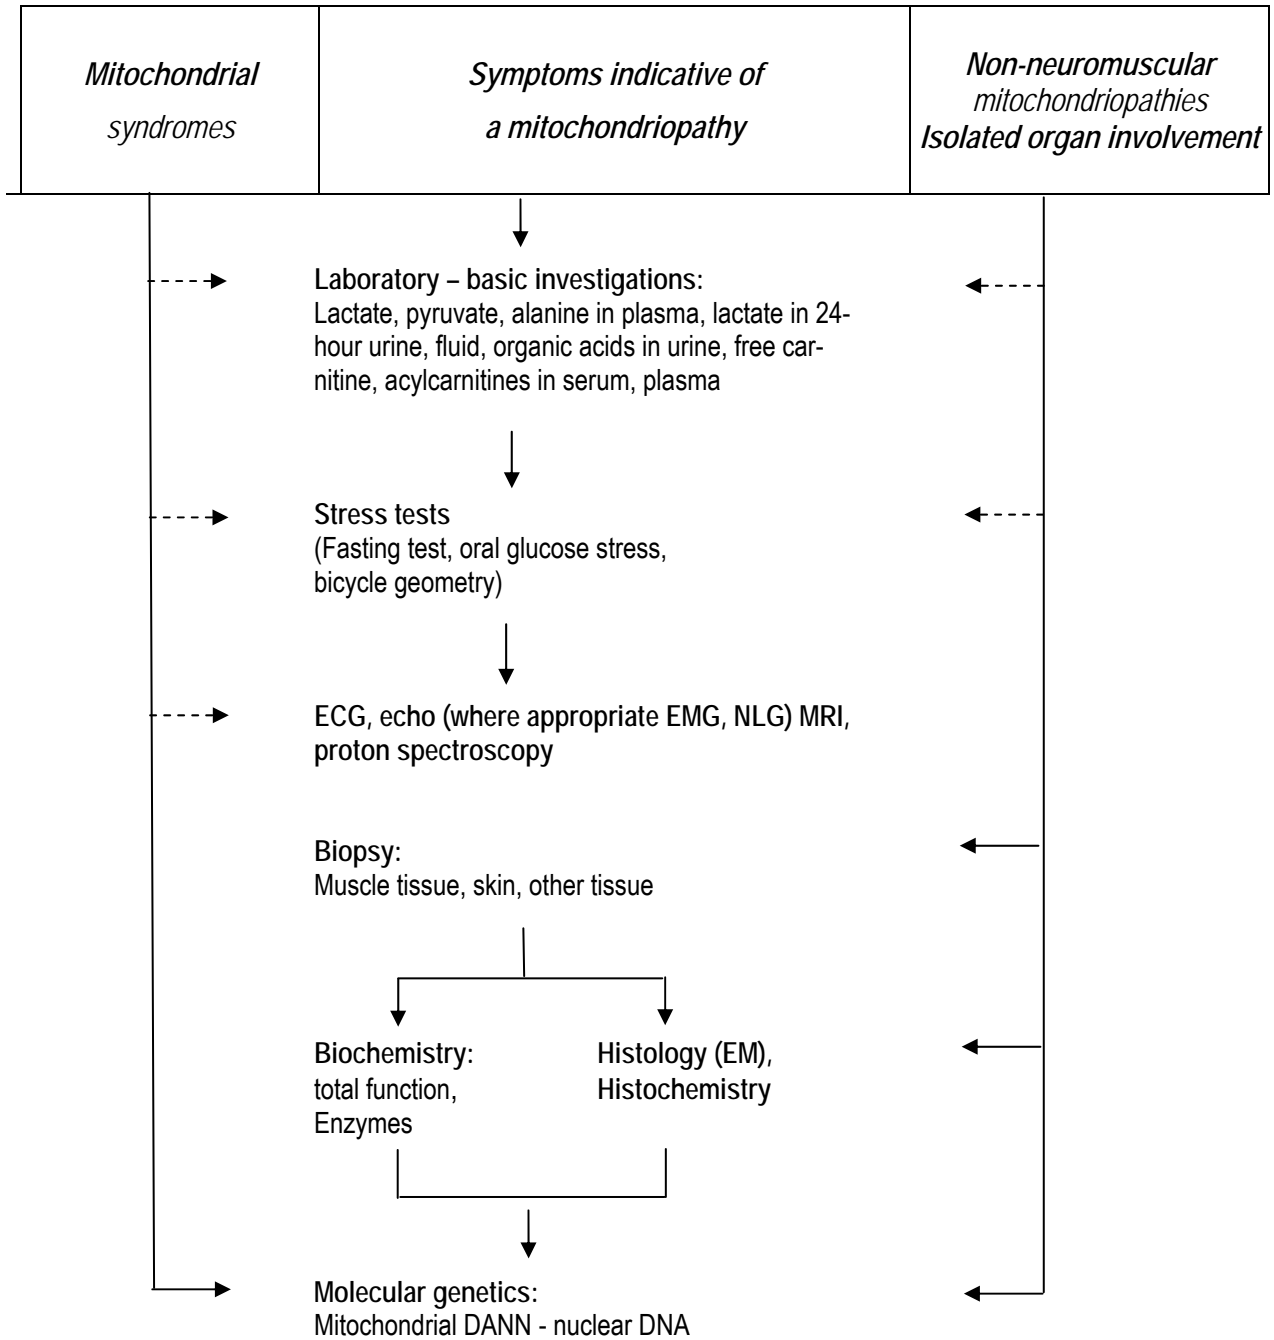 Mitochondrial
syndromes
Symptoms indicative of
a mitochondriopathy
Non-neuromuscular
mitochondriopathies
Isolated organ involvement
Laboratory – basic investigations:
Lactate, pyruvate, alanine in plasma, lactate in 24-
hour urine, fluid, organic acids in urine, free car-
nitine, acylcarnitines in serum, plasma
Stress tests
(Fasting test, oral glucose stress,
bicycle geometry)
ECG, echo (where appropriate EMG, NLG) MRI,
proton spectroscopy
Biopsy:
Muscle tissue, skin, other tissue
Biochemistry:
total function,
Enzymes
Histology (EM),
Histochemistry
Molecular genetics:
Mitochondrial DANN - nuclear DNA